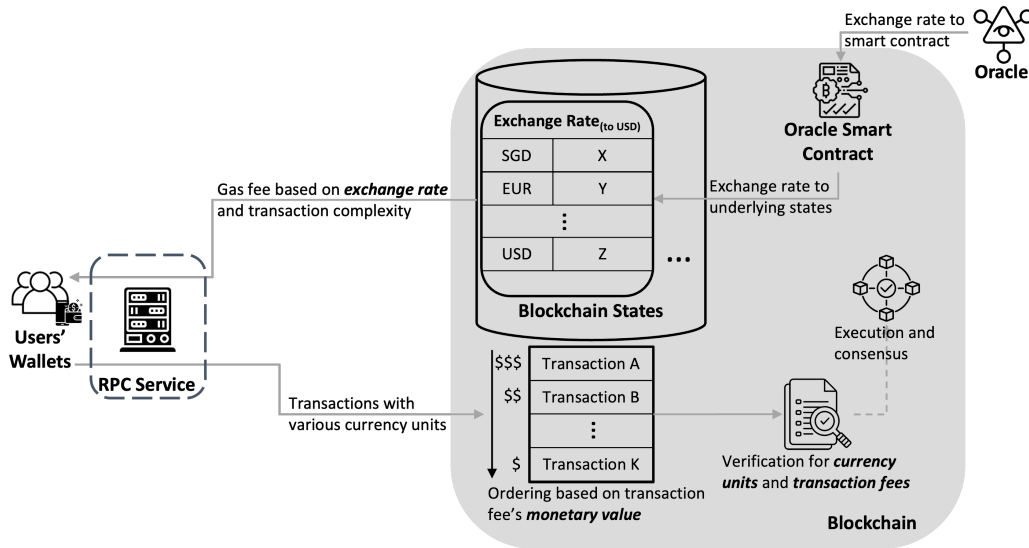 Exchange rate to
smart contract
Oracle
Oracle Smart
Contract
Exchange Rate(to USD)
SGD X
EUR Y
⋮
USD Z
...
Blockchain States
Exchange rate to
underlying states
Gas fee based on exchange rate
and transaction complexity
Users'
Wallets
RPC Service
Transactions with
various currency units
$$$ Transaction A
$$ Transaction B
⋮
$ Transaction K
Ordering based on transaction
fee's monetary value
Execution and
consensus
Verification for currency
units and transaction fees
Blockchain